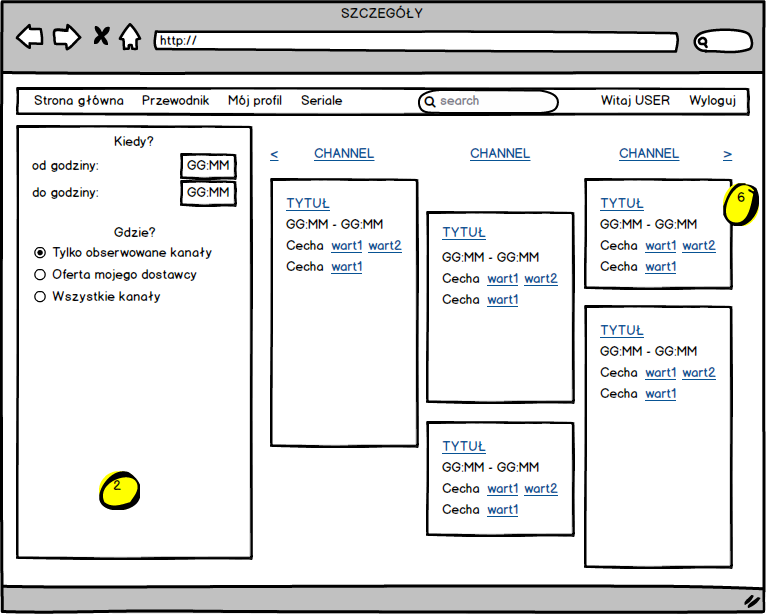 SZCZEGÓŁY
http://
Strona główna Przewodnik Mój profil Seriale search Witaj USER Wyloguj
Kiedy?
od godziny: GG:MM
do godziny: GG:MM
Gdzie?
Tylko obserwowane kanały
Oferta mojego dostawcy
Wszystkie kanały
2
< CHANNEL CHANNEL CHANNEL >
TYTUŁ
GG:MM - GG:MM
Cecha wart1 wart2
Cecha wart1
TYTUŁ
GG:MM - GG:MM
Cecha wart1 wart2
Cecha wart1
TYTUŁ
GG:MM - GG:MM
Cecha wart1 wart2
Cecha wart1
TYTUŁ
GG:MM - GG:MM
Cecha wart1 wart2
Cecha wart1
6
TYTUŁ
GG:MM - GG:MM
Cecha wart1 wart2
Cecha wart1